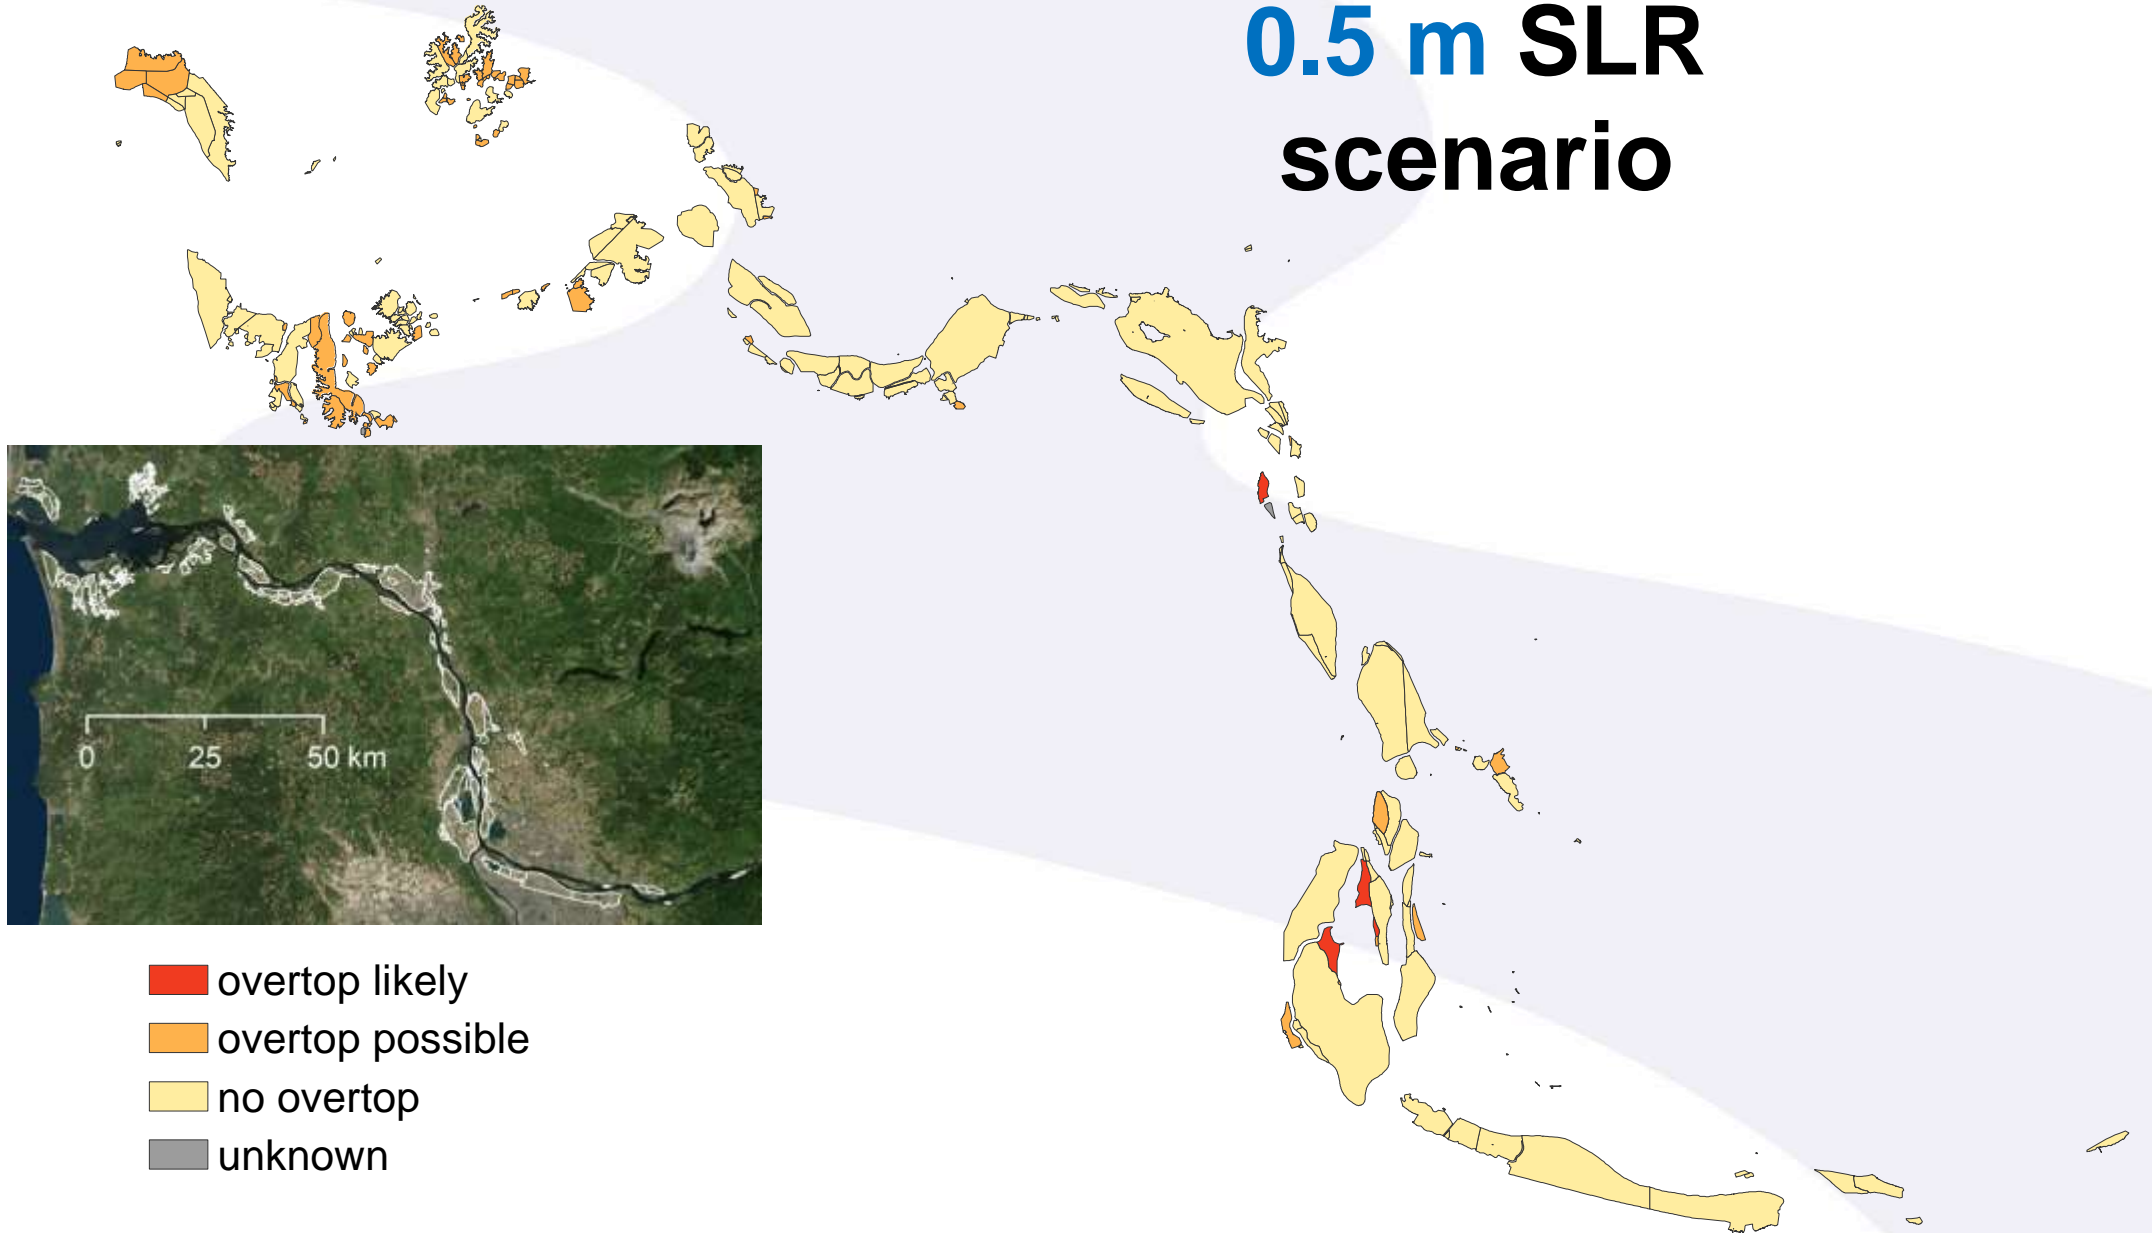 0.5 m SLR
scenario
0 25 50 km
overtop likely
overtop possible
no overtop
unknown